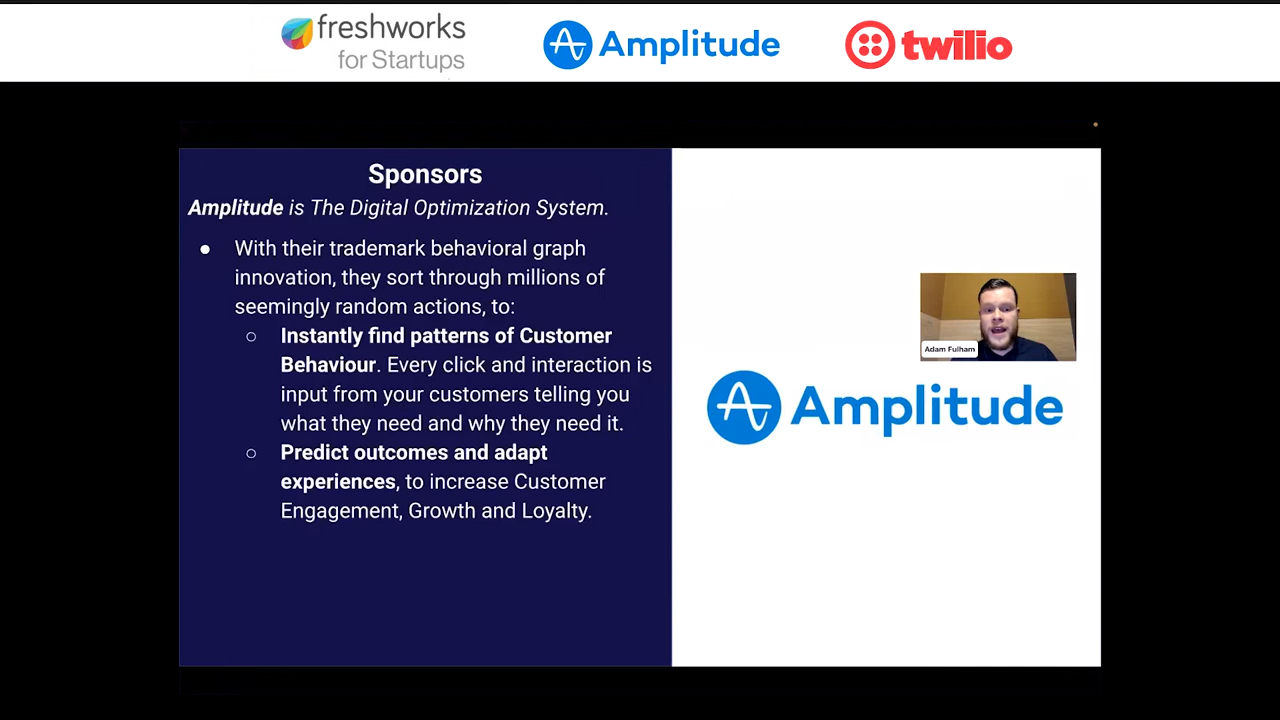 freshworks
for Startups
Amplitude
twilio
Sponsors
Amplitude is The Digital Optimization System.
● With their trademark behavioral graph
innovation, they sort through millions of
seemingly random actions, to:
○ Instantly find patterns of Customer
Behaviour. Every click and interaction is
input from your customers telling you
what they need and why they need it.
○ Predict outcomes and adapt
experiences, to increase Customer
Engagement, Growth and Loyalty.
Adam Fulham
Amplitude